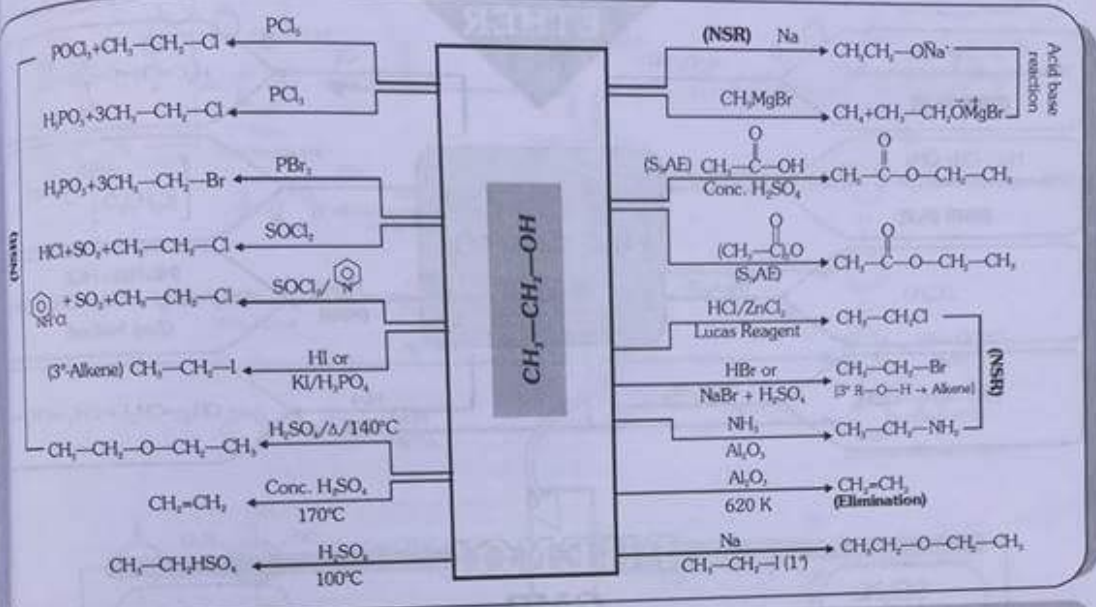 PCl₅
POCl₃+CH₃—CH₂—Cl
PCl₃
H₃PO₃+3CH₃—CH₂—Cl
PBr₃
H₃PO₃+3CH₃—CH₂—Br
SOCl₂
HCl+SO₂+CH₃—CH₂—Cl
SOCl₂/ N
+ SO₂+CH₃—CH₂—Cl
HI or
(3°-Alkene) CH₃—CH₂—I
KI/H₃PO₄
H₂SO₄/Δ/140°C
CH₃—CH₂—O—CH₂—CH₃
Conc. H₂SO₄
CH₂=CH₂
170°C
H₂SO₄
CH₃—CH₂HSO₄
100°C
(NSR)
CH₃—CH₂—OH
(NSR) Na
CH₃CH₂—ONa
CH₃MgBr
CH₄+CH₃—CH₂OMgBr
Acid base
reaction
O
(SₙAE) CH₃—C—OH
Conc. H₂SO₄
O
CH₃—C—O—CH₂—CH₃
O
(CH₃—C)₂O
(SₙAE)
O
CH₃—C—O—CH₂—CH₃
HCl/ZnCl₂
Lucas Reagent
CH₃—CH₂Cl
HBr or
NaBr + H₂SO₄
CH₃—CH₂—Br
(3° R—O—H → Alkene)
NH₃
Al₂O₃
CH₃—CH₂—NH₂
(NSR)
Al₂O₃
620 K
CH₂=CH₂
(Elimination)
Na
CH₃—CH₂—I (1°)
CH₃CH₂—O—CH₂—CH₃
ETHER